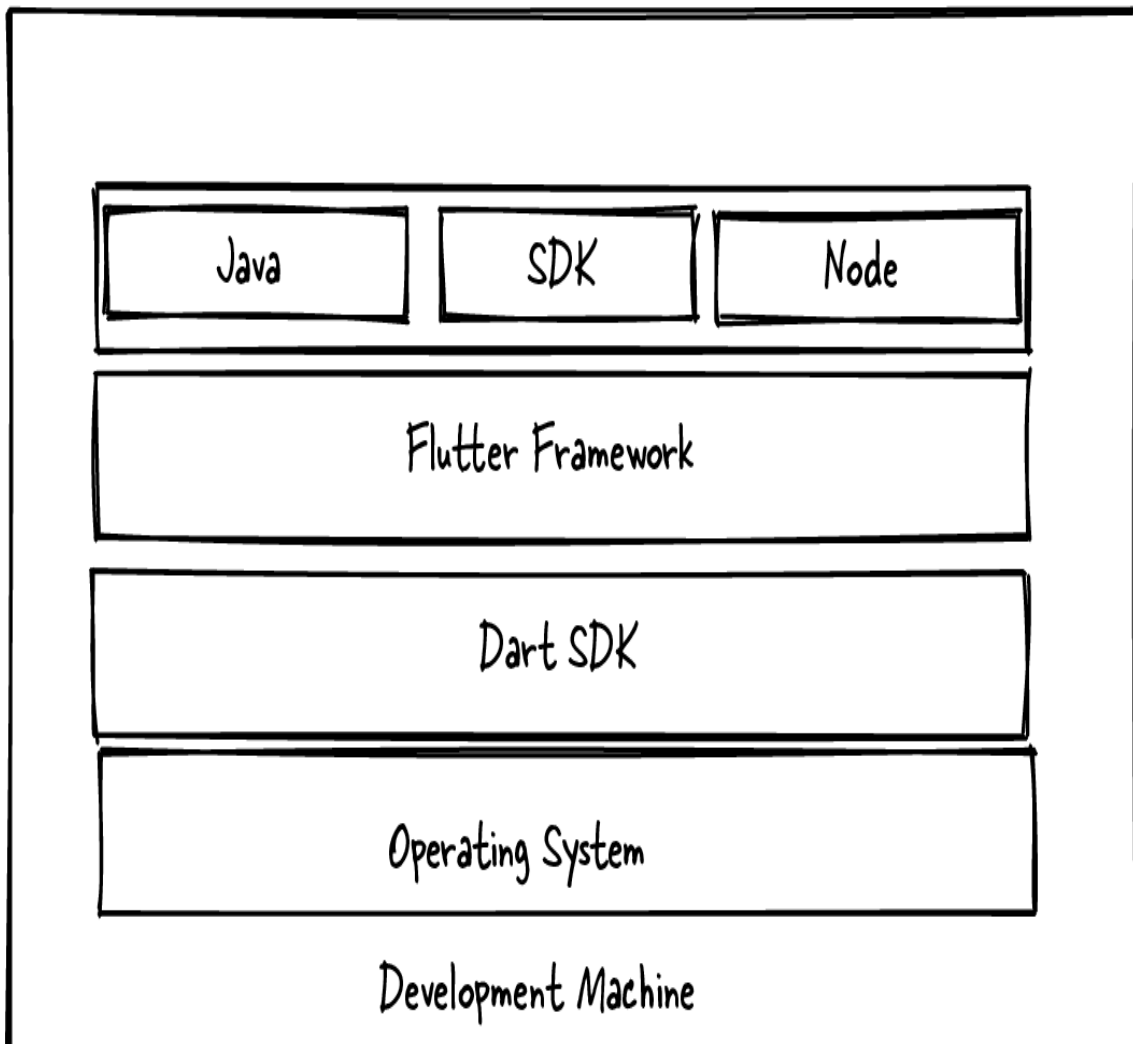 Java SDK Node
Flutter Framework
Dart SDK
Operating System
Development Machine